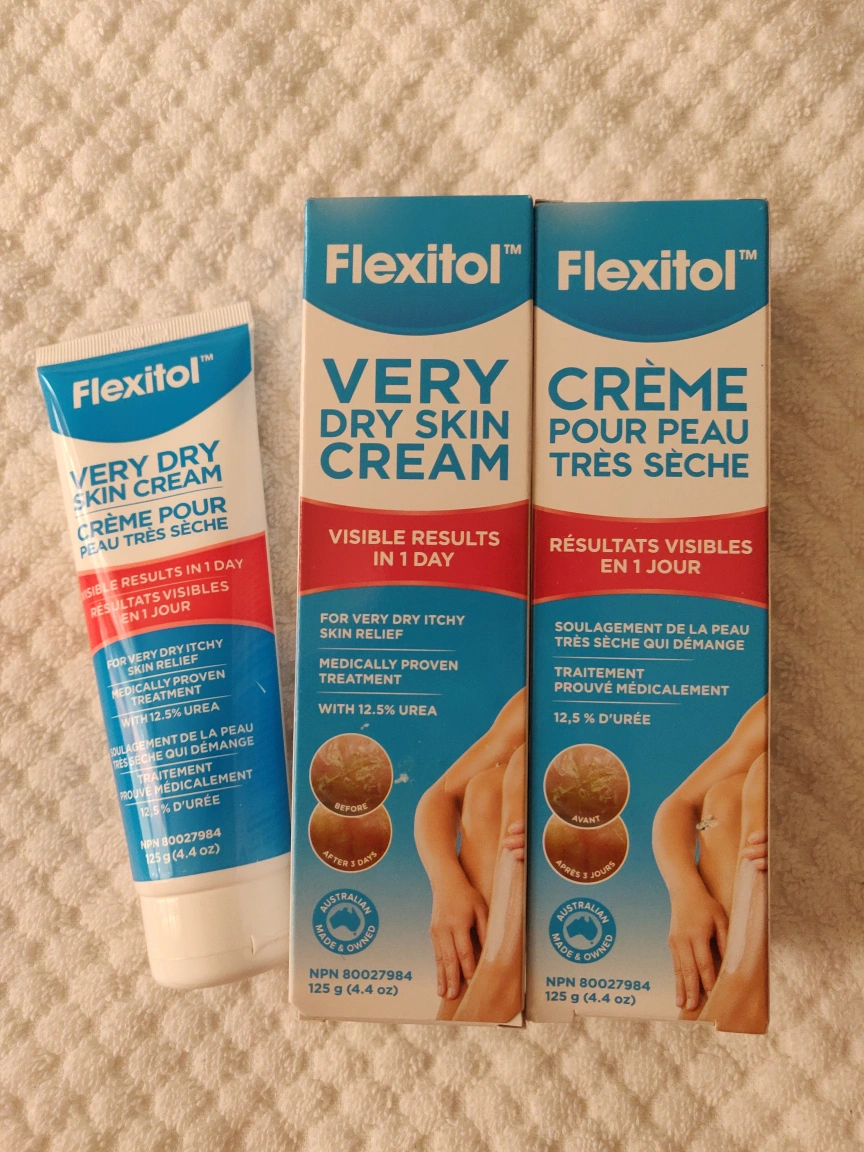 Flexitol™
VERY DRY
SKIN CREAM
CRÈME POUR
PEAU TRÈS SÈCHE
VISIBLE RESULTS IN 1 DAY
RÉSULTATS VISIBLES
EN 1 JOUR
FOR VERY DRY ITCHY
SKIN RELIEF
MEDICALLY PROVEN
TREATMENT
WITH 12.5% UREA
SOULAGEMENT DE LA PEAU
TRÈS SÈCHE QUI DÉMANGE
TRAITEMENT
PROUVÉ MÉDICALEMENT
12,5 % D'URÉE
NPN 80027984
125 g (4.4 oz)
Flexitol™
VERY
DRY SKIN
CREAM
VISIBLE RESULTS
IN 1 DAY
FOR VERY DRY ITCHY
SKIN RELIEF
MEDICALLY PROVEN
TREATMENT
WITH 12.5% UREA
BEFORE
AFTER 3 DAYS
AUSTRALIAN
MADE & OWNED
NPN 80027984
125 g (4.4 oz)
Flexitol™
CRÈME
POUR PEAU
TRÈS SÈCHE
RÉSULTATS VISIBLES
EN 1 JOUR
SOULAGEMENT DE LA PEAU
TRÈS SÈCHE QUI DÉMANGE
TRAITEMENT
PROUVÉ MÉDICALEMENT
12,5 % D'URÉE
AVANT
APRÈS 3 JOURS
AUSTRALIAN
MADE & OWNED
NPN 80027984
125 g (4.4 oz)